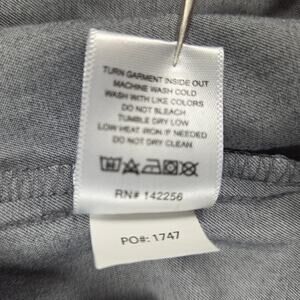 TURN GARMENT INSIDE OUT
MACHINE WASH COLD
WASH WITH LIKE COLORS
DO NOT BLEACH
TUMBLE DRY LOW
LOW HEAT IRON IF NEEDED
DO NOT DRY CLEAN
RN# 142256
PO#: 1747